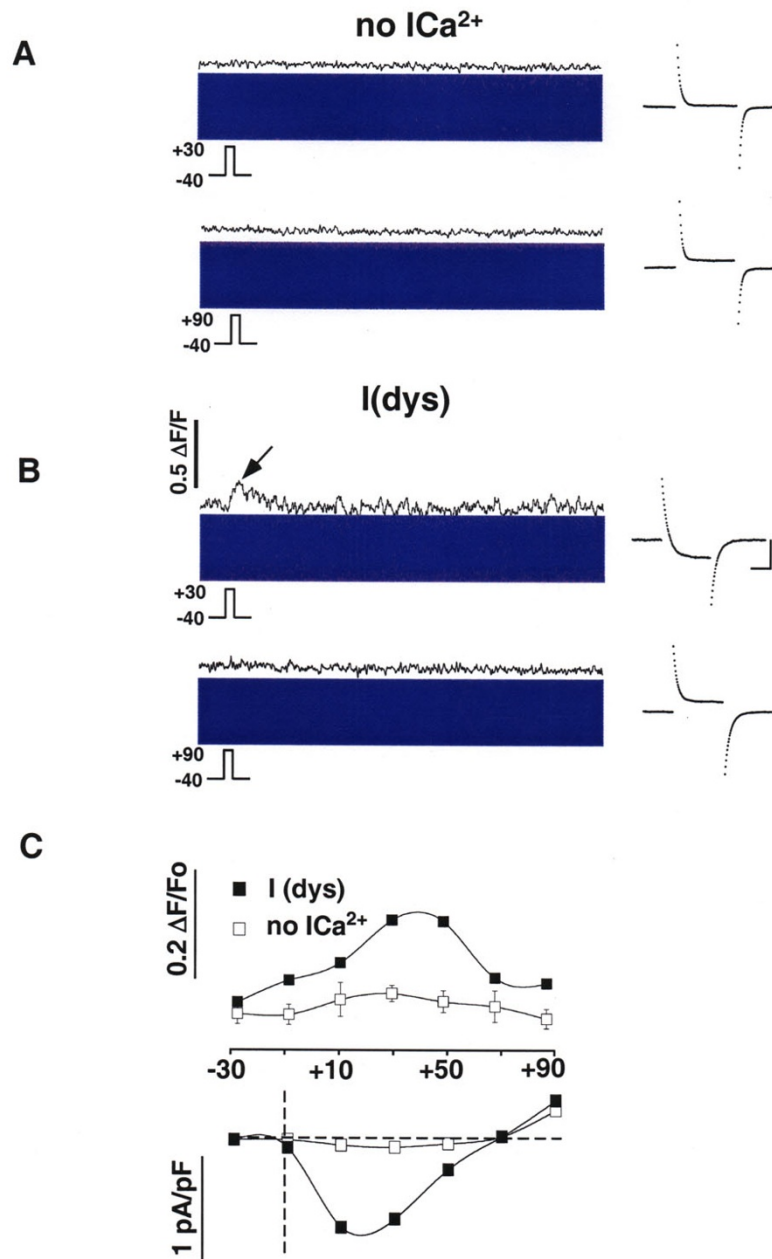 no ICa²⁺
A
+30
-40
+90
-40
I(dys)
B
0.5 ΔF/F
+30
-40
+90
-40
C
0.2 ΔF/Fo
I (dys)
no ICa²⁺
-30 +10 +50 +90
1 pA/pF